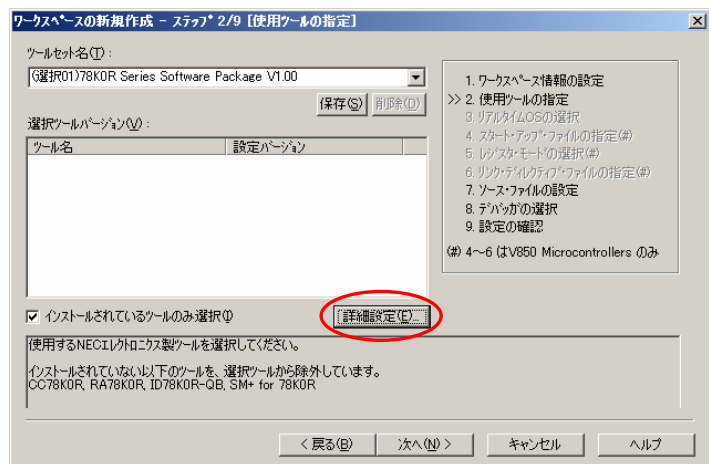 ワークスペースの新規作成 - ステップ 2/9 [使用ツールの指定]
ツールセット名(T) :
(選択01)78K0R Series Software Package V1.00
保存(S) 削除(D)
選択ツールバージョン(V) :
ツール名 設定バージョン
インストールされているツールのみ選択(I)
詳細設定(E)...
1. ワークスペース情報の設定
>> 2. 使用ツールの指定
3. リアルタイムOSの選択
4. スタート・アップ・ファイルの指定(#)
5. レジスタ・モードの選択(#)
6. リンク・ディレクティブ・ファイルの指定(#)
7. ソース・ファイルの設定
8. デバッガの選択
9. 設定の確認
(#) 4～6 はV850 Microcontrollers のみ
使用するNECエレクトロニクス製ツールを選択してください。
インストールされていない以下のツールを、選択ツールから除外しています。
CC78K0R, RA78K0R, ID78K0R-QB, SM+ for 78K0R
< 戻る(B) 次へ(N) > キャンセル ヘルプ